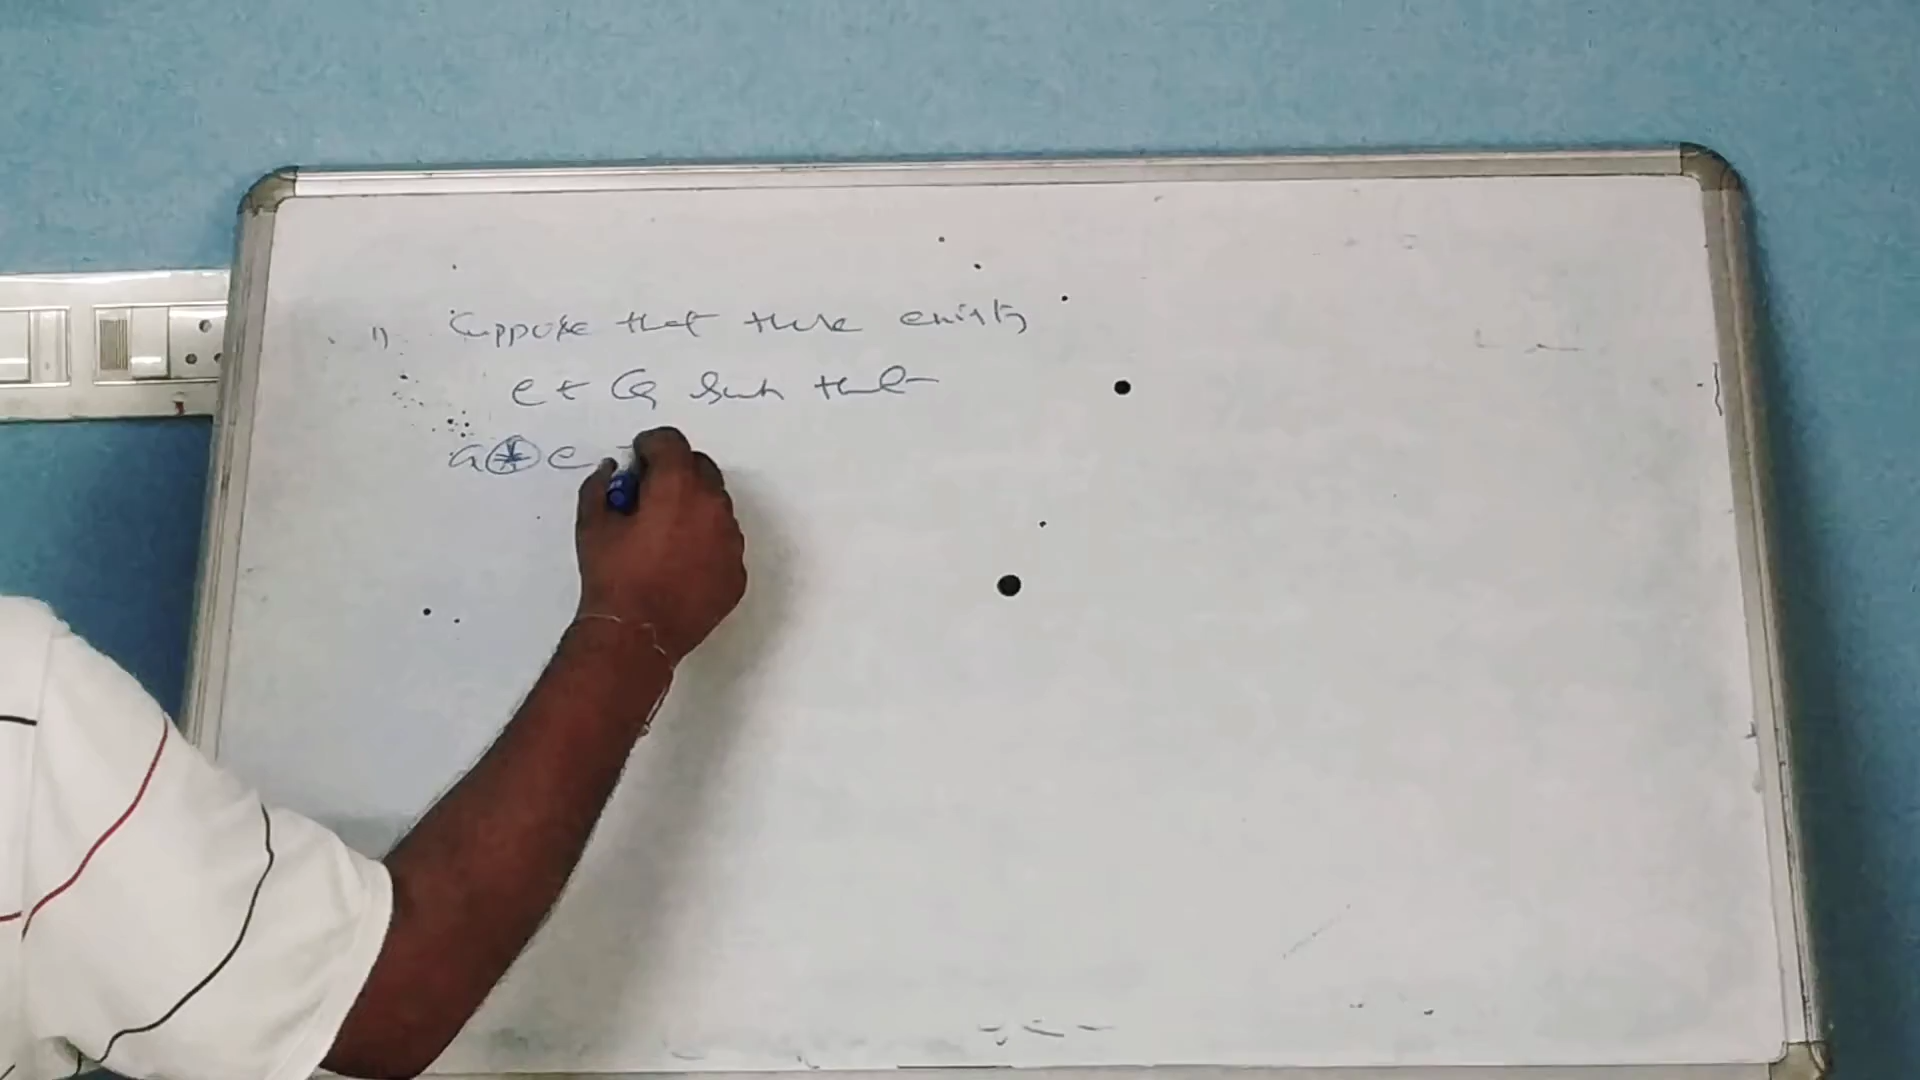 1) Suppose that there exists
e ∈ Q such that
a ⊛ e =